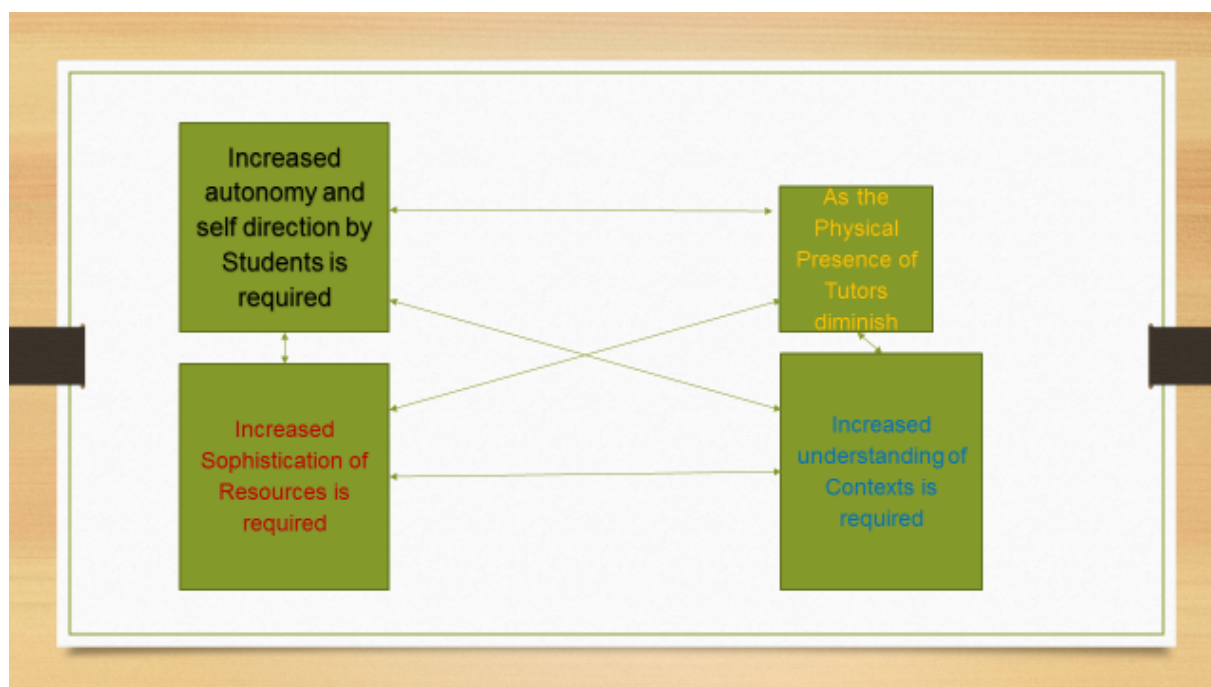 Increased
autonomy and
self direction by
Students is
required
As the
Physical
Presence of
Tutors
diminish
Increased
Sophistication of
Resources is
required
Increased
understanding of
Contexts is
required